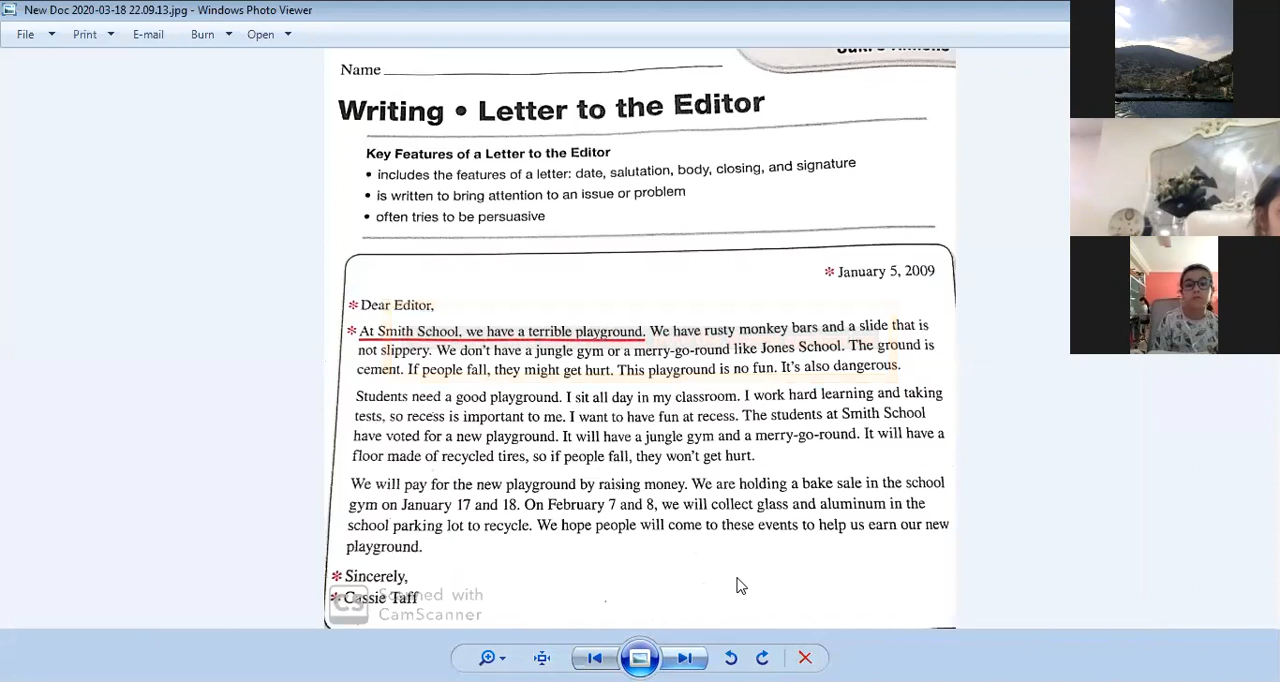 New Doc 2020-03-18 22.09.13.jpg - Windows Photo Viewer
File Print E-mail Burn Open
Name
Writing • Letter to the Editor
Key Features of a Letter to the Editor
• includes the features of a letter: date, salutation, body, closing, and signature
• is written to bring attention to an issue or problem
• often tries to be persuasive
* January 5, 2009
* Dear Editor,
* At Smith School, we have a terrible playground. We have rusty monkey bars and a slide that is
not slippery. We don't have a jungle gym or a merry-go-round like Jones School. The ground is
cement. If people fall, they might get hurt. This playground is no fun. It's also dangerous.
Students need a good playground. I sit all day in my classroom. I work hard learning and taking
tests, so recess is important to me. I want to have fun at recess. The students at Smith School
have voted for a new playground. It will have a jungle gym and a merry-go-round. It will have a
floor made of recycled tires, so if people fall, they won't get hurt.
We will pay for the new playground by raising money. We are holding a bake sale in the school
gym on January 17 and 18. On February 7 and 8, we will collect glass and aluminum in the
school parking lot to recycle. We hope people will come to these events to help us earn our new
playground.
* Sincerely,
* Cassie Taff
CS Scanned with
CamScanner